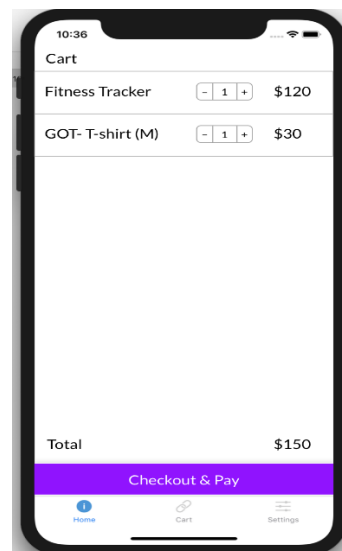 10:36
Cart
Fitness Tracker - 1 + $120
GOT- T-shirt (M) - 1 + $30
Total $150
Checkout & Pay
Home Cart Settings